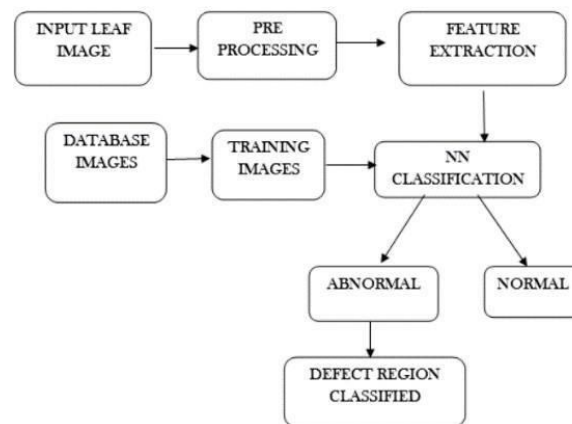 INPUT LEAF
IMAGE
PRE
PROCESSING
FEATURE
EXTRACTION
DATABASE
IMAGES
TRAINING
IMAGES
NN
CLASSIFICATION
ABNORMAL
NORMAL
DEFECT REGION
CLASSIFIED